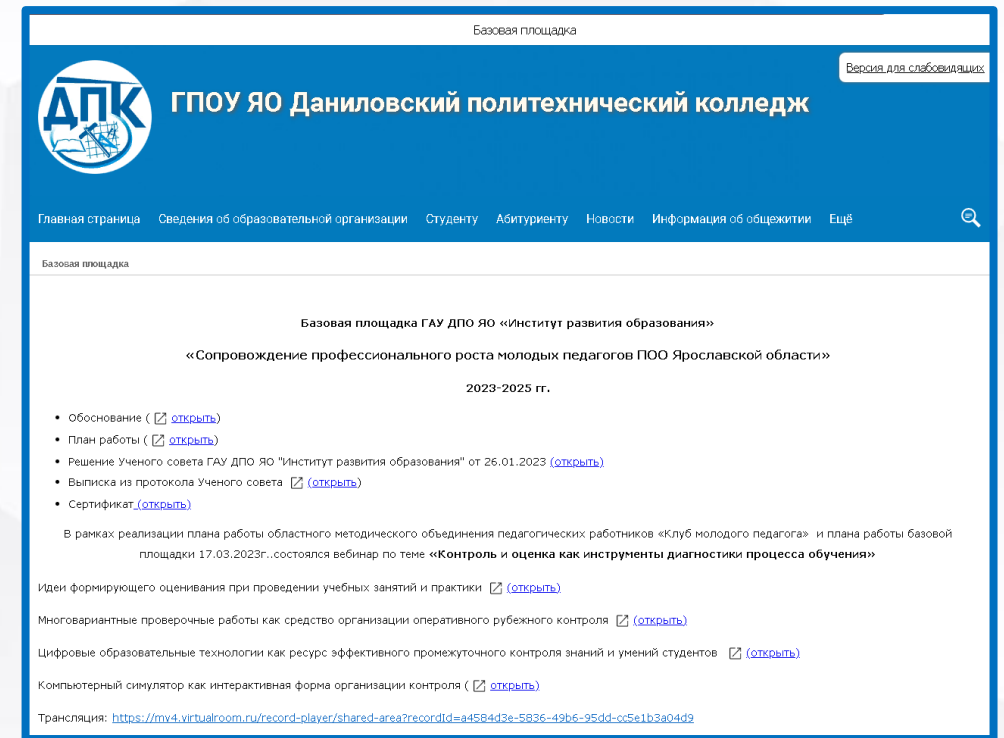 Базовая площадка
Версия для слабовидящих
АПК
ГПОУ ЯО Даниловский политехнический колледж
Главная страница Сведения об образовательной организации Студенту Абитуриенту Новости Информация об общежитии Ещё
Базовая площадка
Базовая площадка ГАУ ДПО ЯО «Институт развития образования»
«Сопровождение профессионального роста молодых педагогов ПОО Ярославской области»
2023-2025 гг.
• Обоснование ( открыть)
• План работы ( открыть)
• Решение Ученого совета ГАУ ДПО ЯО "Институт развития образования" от 26.01.2023 (открыть)
• Выписка из протокола Ученого совета (открыть)
• Сертификат (открыть)
В рамках реализации плана работы областного методического объединения педагогических работников «Клуб молодого педагога» и плана работы базовой
площадки 17.03.2023г..состоялся вебинар по теме «Контроль и оценка как инструменты диагностики процесса обучения»
Идеи формирующего оценивания при проведении учебных занятий и практики (открыть)
Многовариантные проверочные работы как средство организации оперативного рубежного контроля (открыть)
Цифровые образовательные технологии как ресурс эффективного промежуточного контроля знаний и умений студентов (открыть)
Компьютерный симулятор как интерактивная форма организации контроля ( открыть)
Трансляция: https://mv4.virtualroom.ru/record-player/shared-area?recordId=a4584d3e-5836-49b6-95dd-cc5e1b3a04d9